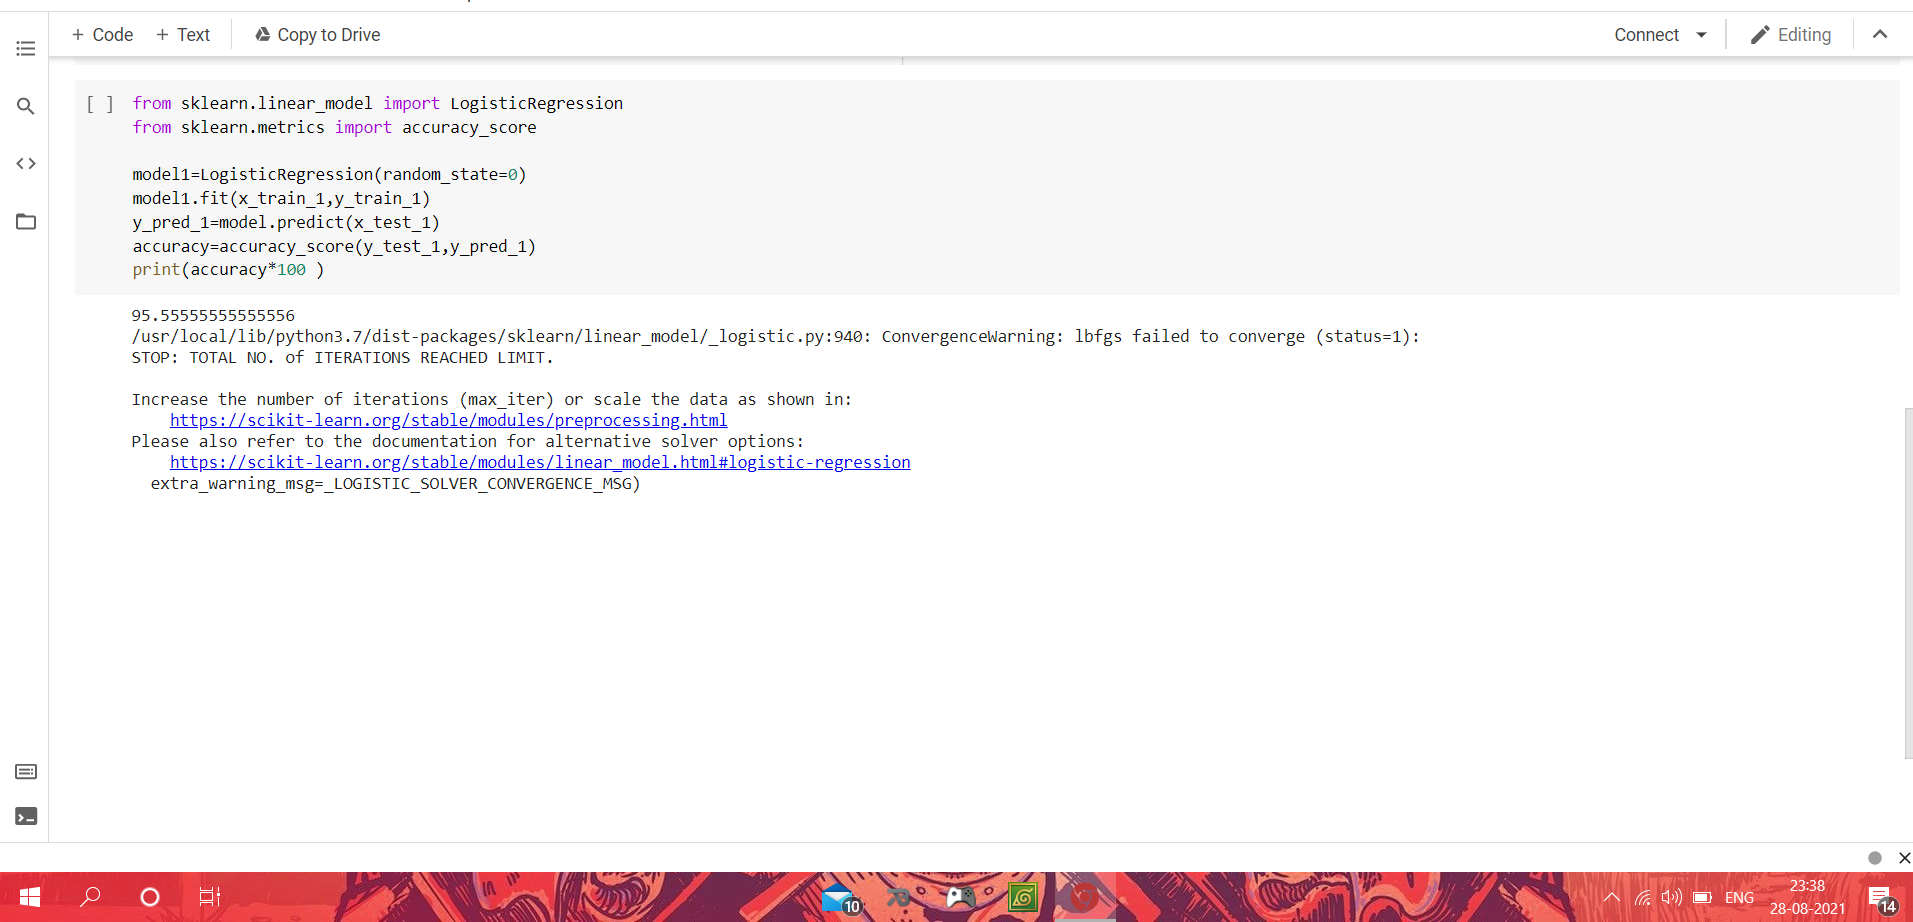 + Code + Text Copy to Drive Connect Editing
[ ] from sklearn.linear_model import LogisticRegression
from sklearn.metrics import accuracy_score
model1=LogisticRegression(random_state=0)
model1.fit(x_train_1,y_train_1)
y_pred_1=model.predict(x_test_1)
accuracy=accuracy_score(y_test_1,y_pred_1)
print(accuracy*100 )
95.55555555555556
/usr/local/lib/python3.7/dist-packages/sklearn/linear_model/_logistic.py:940: ConvergenceWarning: lbfgs failed to converge (status=1):
STOP: TOTAL NO. of ITERATIONS REACHED LIMIT.
Increase the number of iterations (max_iter) or scale the data as shown in:
https://scikit-learn.org/stable/modules/preprocessing.html
Please also refer to the documentation for alternative solver options:
https://scikit-learn.org/stable/modules/linear_model.html#logistic-regression
extra_warning_msg=_LOGISTIC_SOLVER_CONVERGENCE_MSG)
10
ENG
23:38
28-08-2021
14